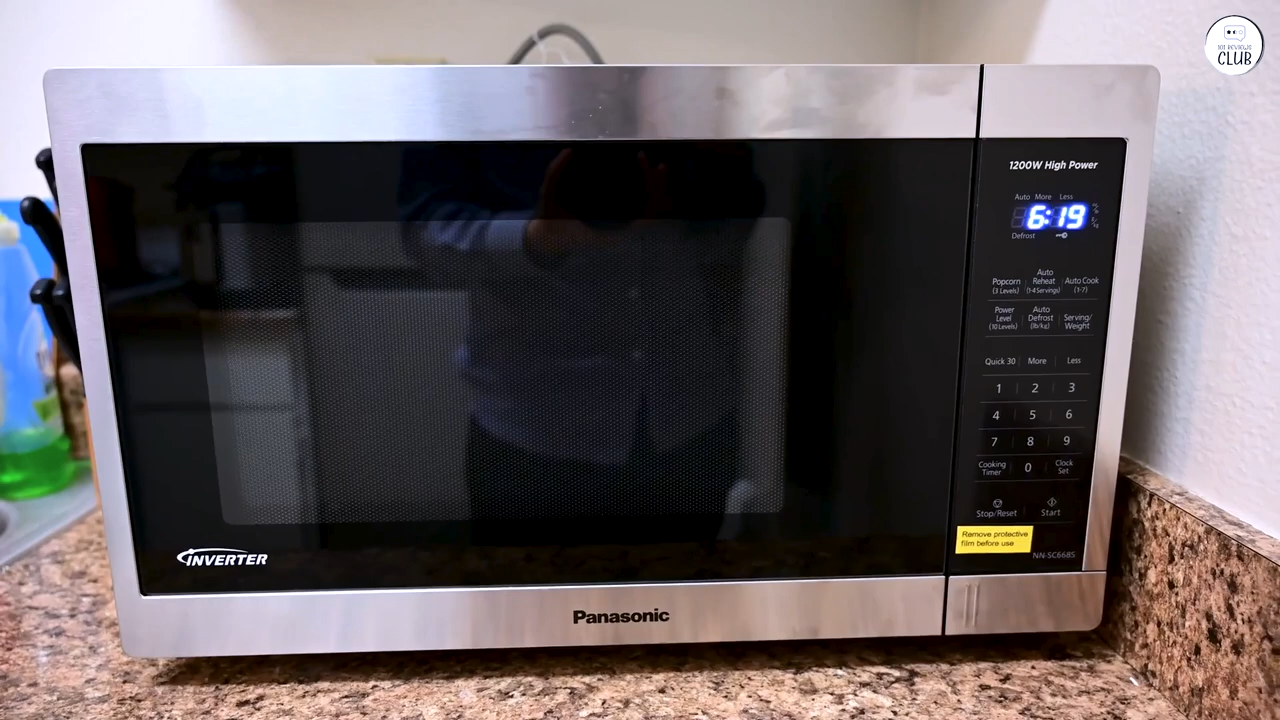 101 REVIEWS
CLUB
1200W High Power
Auto More Less
6:19
Defrost
Popcorn
(3 Levels)
Auto
Reheat
(1-4 Servings)
Auto Cook
(1-7)
Power
Level
(10 Levels)
Auto
Defrost
(lb/kg)
Serving/
Weight
Quick 30 More Less
1 2 3
4 5 6
7 8 9
Cooking
Timer
0
Clock
Set
Stop/Reset Start
Remove protective
film before use
NN-SC668S
INVERTER
Panasonic